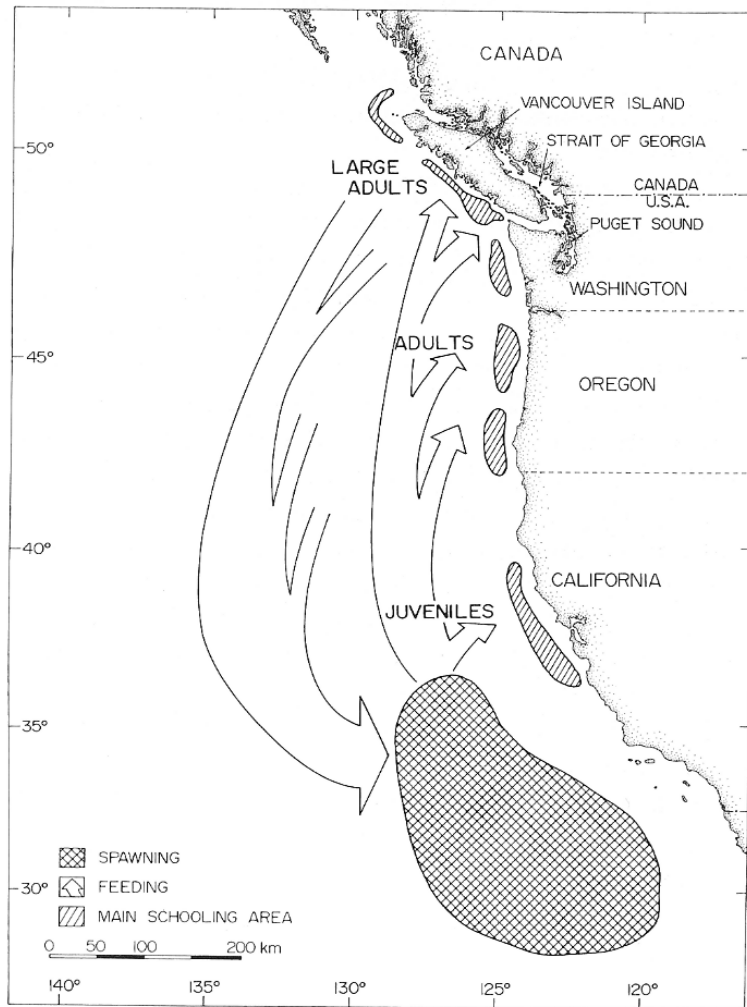 CANADA
VANCOUVER ISLAND
STRAIT OF GEORGIA
50°
LARGE
ADULTS
CANADA
U.S.A.
PUGET SOUND
WASHINGTON
45°
ADULTS
OREGON
40°
CALIFORNIA
JUVENILES
35°
SPAWNING
30°
FEEDING
MAIN SCHOOLING AREA
0 50 100 200 km
140° 135° 130° 125° 120°